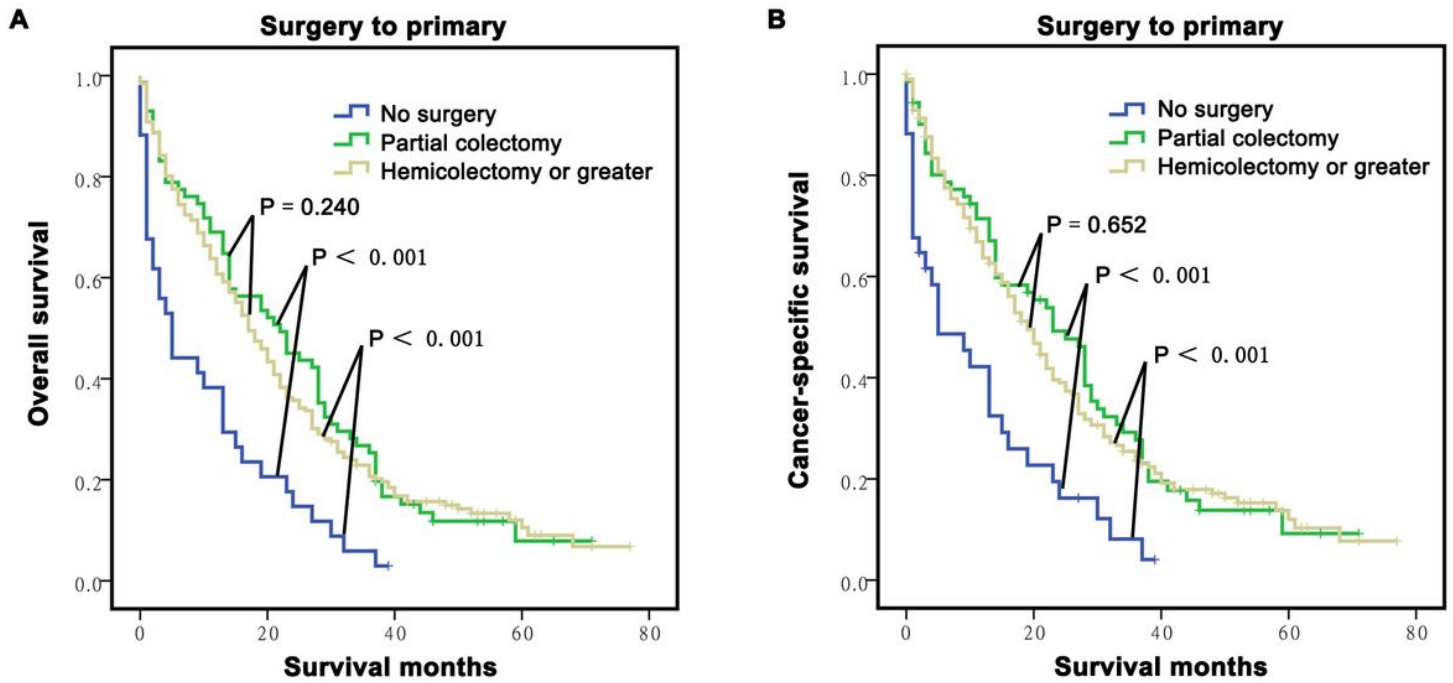 A
Surgery to primary
No surgery
Partial colectomy
Hemicolectomy or greater
P = 0.240
P < 0.001
P < 0.001
Overall survival
1.0
0.8
0.6
0.4
0.2
0.0
0 20 40 60 80
Survival months
B
Surgery to primary
No surgery
Partial colectomy
Hemicolectomy or greater
P = 0.652
P < 0.001
P < 0.001
Cancer-specific survival
1.0
0.8
0.6
0.4
0.2
0.0
0 20 40 60 80
Survival months